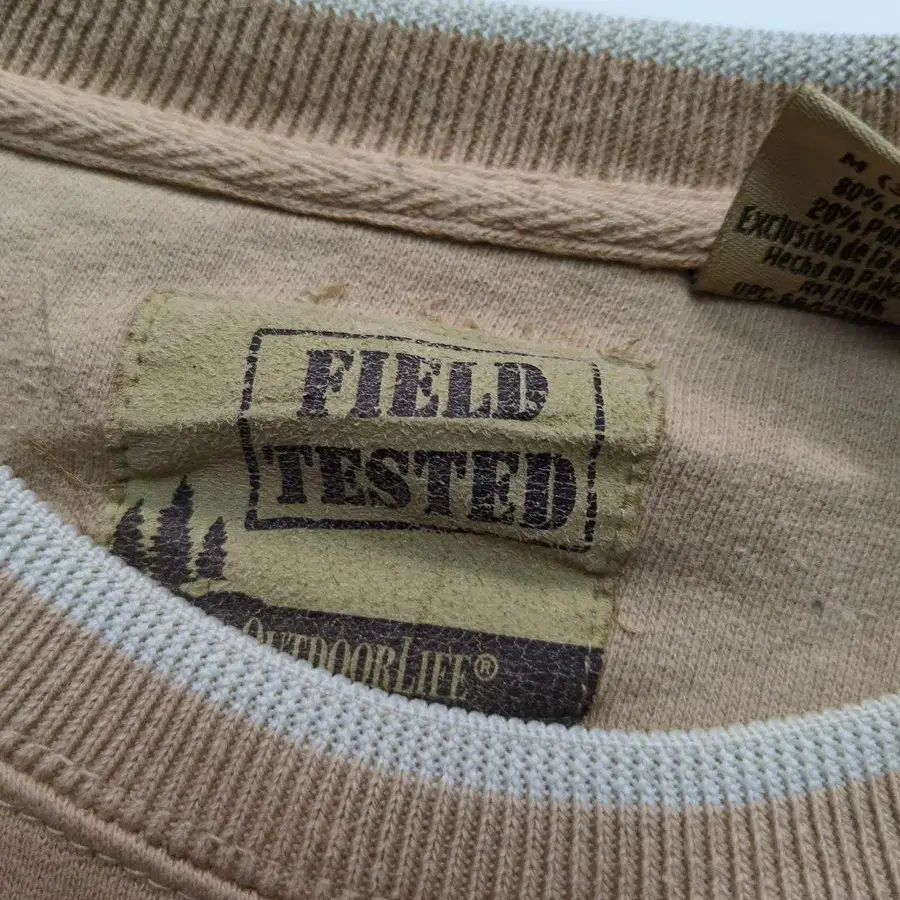 FIELD
TESTED
OUTDOORLIFE®
M
80%
20%
EXCLUSIVA de la
Hecho en